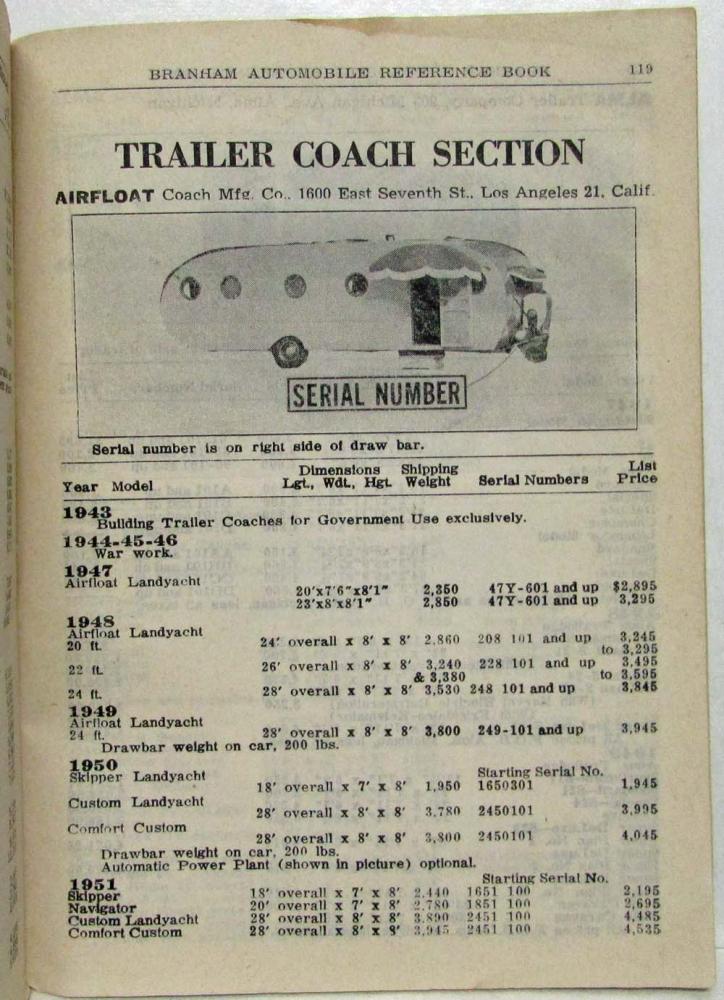 BRANHAM AUTOMOBILE REFERENCE BOOK 119
TRAILER COACH SECTION
AIRFLOAT Coach Mfg. Co., 1600 East Seventh St., Los Angeles 21, Calif.
SERIAL NUMBER
Serial number is on right side of draw bar.
Dimensions Shipping List
Year Model Lgt., Wdt., Hgt. Weight Serial Numbers Price
1943
Building Trailer Coaches for Government Use exclusively.
1944-45-46
War work.
1947
Airfloat Landyacht
20'x7'6"x8'1" 2,350 47Y-601 and up $2,895
23'x8'x8'1" 2,850 47Y-601 and up 3,295
1948
Airfloat Landyacht
20 ft. 24' overall x 8' x 8' 2,860 208 101 and up 3,245
to 3,295
22 ft. 26' overall x 8' x 8' 3,240 228 101 and up 3,495
& 3,380 to 3,595
24 ft. 28' overall x 8' x 8' 3,530 248 101 and up 3,845
1949
Airfloat Landyacht
24 ft. 28' overall x 8' x 8' 3,800 249-101 and up 3,945
Drawbar weight on car, 200 lbs.
1950
Skipper Landyacht Starting Serial No.
18' overall x 7' x 8' 1,950 1650301 1,945
Custom Landyacht
28' overall x 8' x 8' 3,780 2450101 3,995
Comfort Custom
28' overall x 8' x 8' 3,800 2450101 4,045
Drawbar weight on car, 200 lbs.
Automatic Power Plant (shown in picture) optional.
1951 Starting Serial No.
Skipper 18' overall x 7' x 8' 2,440 1651 100 2,195
Navigator 20' overall x 7' x 8' 2,780 1851 100 2,695
Custom Landyacht 28' overall x 8' x 8' 3,890 2451 100 4,485
Comfort Custom 28' overall x 8' x 8' 3,945 2451 100 4,535